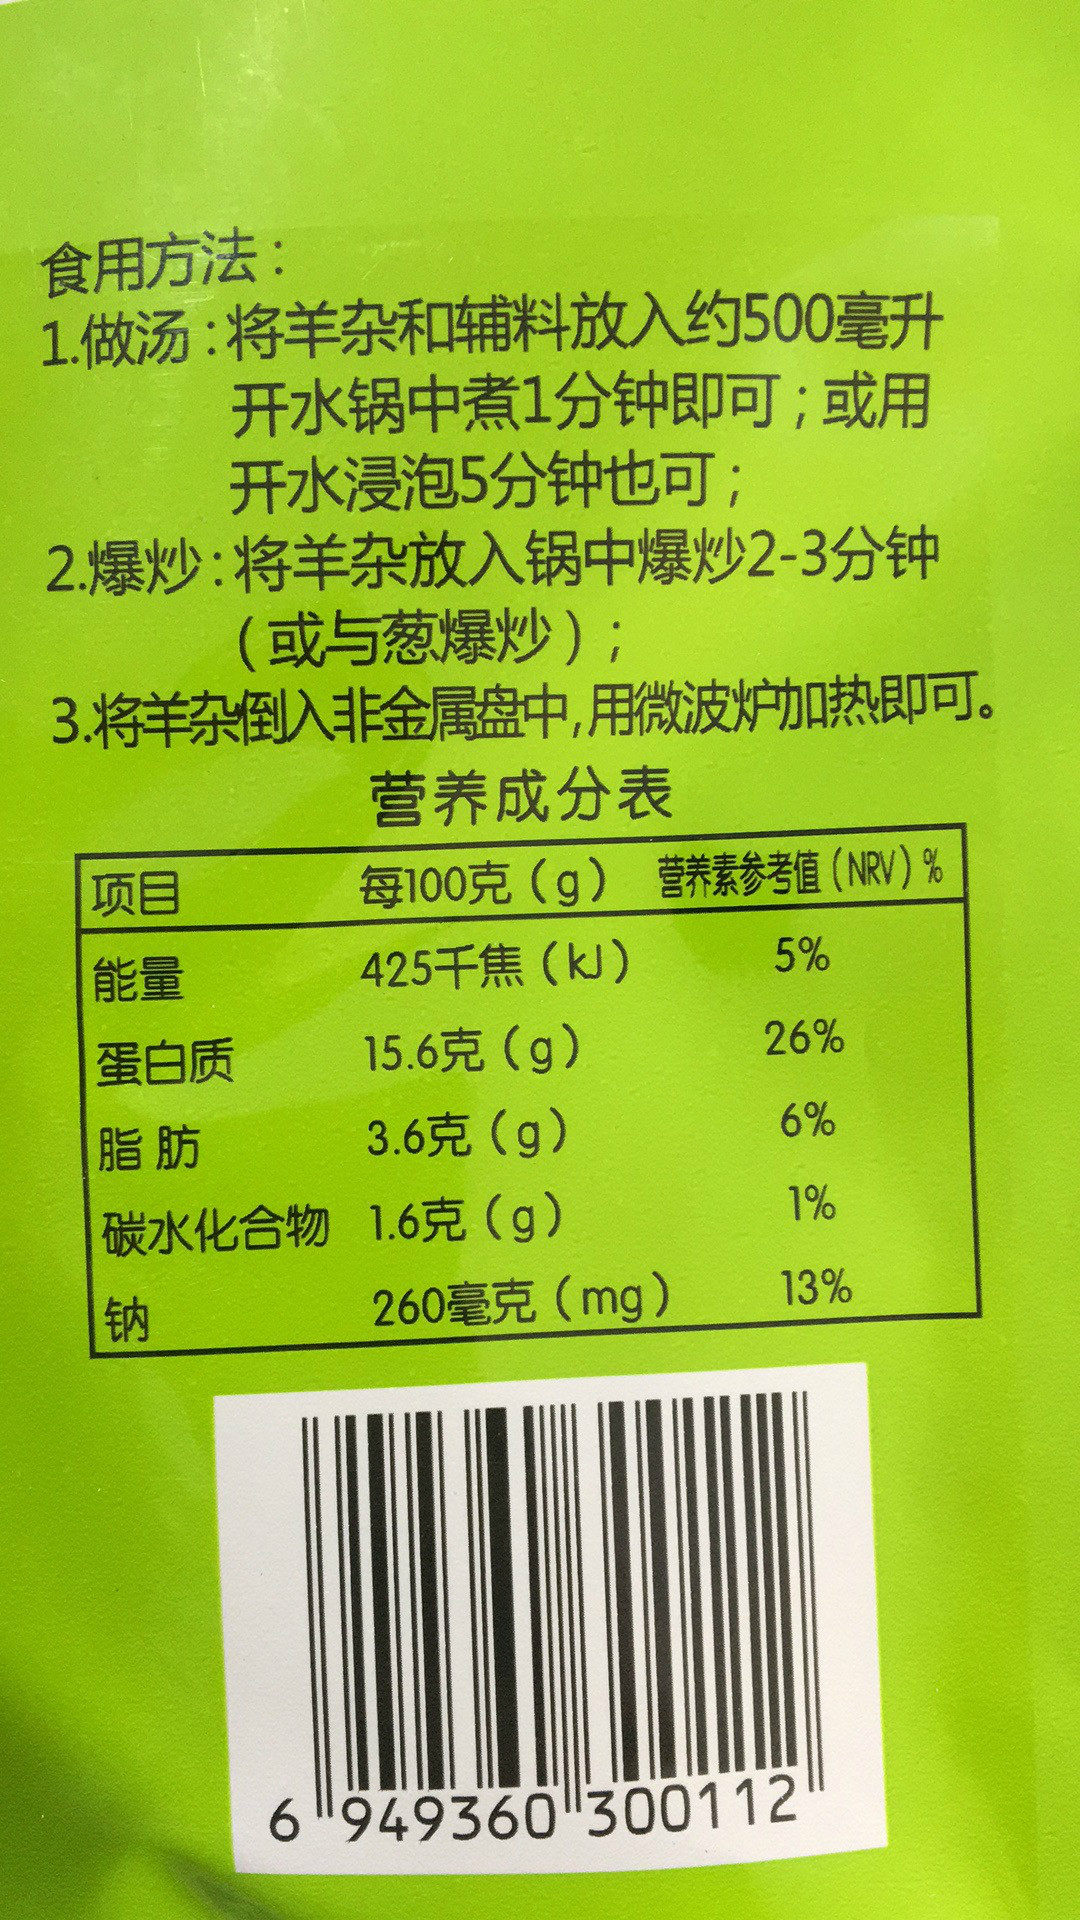 食用方法：
1.做汤：将羊杂和辅料放入约500毫升
开水锅中煮1分钟即可；或用
开水浸泡5分钟也可；
2.爆炒：将羊杂放入锅中爆炒2-3分钟
（或与葱爆炒）；
3.将羊杂倒入非金属盘中,用微波炉加热即可。
营养成分表
项目 每100克（g） 营养素参考值（NRV）%
能量 425千焦（kJ） 5%
蛋白质 15.6克（g） 26%
脂肪 3.6克（g） 6%
碳水化合物 1.6克（g） 1%
钠 260毫克（mg） 13%
6 949360 300112